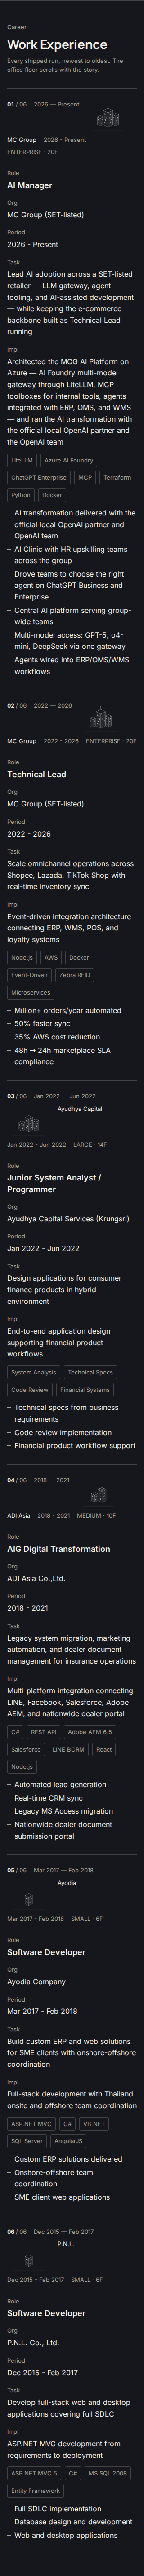 Career
Work Experience
Every shipped run, newest to oldest. The
office floor scrolls with the story.
01 / 06 2026 — Present
MC Group 2026 - Present
ENTERPRISE · 20F
Role
AI Manager
Org
MC Group (SET-listed)
Period
2026 - Present
Task
Lead AI adoption across a SET-listed
retailer — LLM gateway, agent
tooling, and AI-assisted development
— while keeping the e-commerce
backbone built as Technical Lead
running
Impl
Architected the MCG AI Platform on
Azure — AI Foundry multi-model
gateway through LiteLLM, MCP
toolboxes for internal tools, agents
integrated with ERP, OMS, and WMS
— and ran the AI transformation with
the official local OpenAI partner and
the OpenAI team
LiteLLM Azure AI Foundry
ChatGPT Enterprise MCP Terraform
Python Docker
– AI transformation delivered with the
official local OpenAI partner and
OpenAI team
– AI Clinic with HR upskilling teams
across the group
– Drove teams to choose the right
agent on ChatGPT Business and
Enterprise
– Central AI platform serving group-
wide teams
– Multi-model access: GPT-5, o4-
mini, DeepSeek via one gateway
– Agents wired into ERP/OMS/WMS
workflows
02 / 06 2022 — 2026
MC Group 2022 - 2026 ENTERPRISE · 20F
Role
Technical Lead
Org
MC Group (SET-listed)
Period
2022 - 2026
Task
Scale omnichannel operations across
Shopee, Lazada, TikTok Shop with
real-time inventory sync
Impl
Event-driven integration architecture
connecting ERP, WMS, POS, and
loyalty systems
Node.js AWS Docker
Event-Driven Zebra RFID
Microservices
– Million+ orders/year automated
– 50% faster sync
– 35% AWS cost reduction
– 48h → 24h marketplace SLA
compliance
03 / 06 Jan 2022 — Jun 2022
Ayudhya Capital
Jan 2022 - Jun 2022 LARGE · 14F
Role
Junior System Analyst /
Programmer
Org
Ayudhya Capital Services (Krungsri)
Period
Jan 2022 - Jun 2022
Task
Design applications for consumer
finance products in hybrid
environment
Impl
End-to-end application design
supporting financial product
workflows
System Analysis Technical Specs
Code Review Financial Systems
– Technical specs from business
requirements
– Code review implementation
– Financial product workflow support
04 / 06 2018 — 2021
ADI Asia 2018 - 2021 MEDIUM · 10F
Role
AIG Digital Transformation
Org
ADI Asia Co.,Ltd.
Period
2018 - 2021
Task
Legacy system migration, marketing
automation, and dealer document
management for insurance operations
Impl
Multi-platform integration connecting
LINE, Facebook, Salesforce, Adobe
AEM, and nationwide dealer portal
C# REST API Adobe AEM 6.5
Salesforce LINE BCRM React
Node.js
– Automated lead generation
– Real-time CRM sync
– Legacy MS Access migration
– Nationwide dealer document
submission portal
05 / 06 Mar 2017 — Feb 2018
Ayodia
Mar 2017 - Feb 2018 SMALL · 6F
Role
Software Developer
Org
Ayodia Company
Period
Mar 2017 - Feb 2018
Task
Build custom ERP and web solutions
for SME clients with onshore-offshore
coordination
Impl
Full-stack development with Thailand
onsite and offshore team coordination
ASP.NET MVC C# VB.NET
SQL Server AngularJS
– Custom ERP solutions delivered
– Onshore-offshore team
coordination
– SME client web applications
06 / 06 Dec 2015 — Feb 2017
P.N.L.
Dec 2015 - Feb 2017 SMALL · 6F
Role
Software Developer
Org
P.N.L. Co., Ltd.
Period
Dec 2015 - Feb 2017
Task
Develop full-stack web and desktop
applications covering full SDLC
Impl
ASP.NET MVC development from
requirements to deployment
ASP.NET MVC 5 C# MS SQL 2008
Entity Framework
– Full SDLC implementation
– Database design and development
– Web and desktop applications